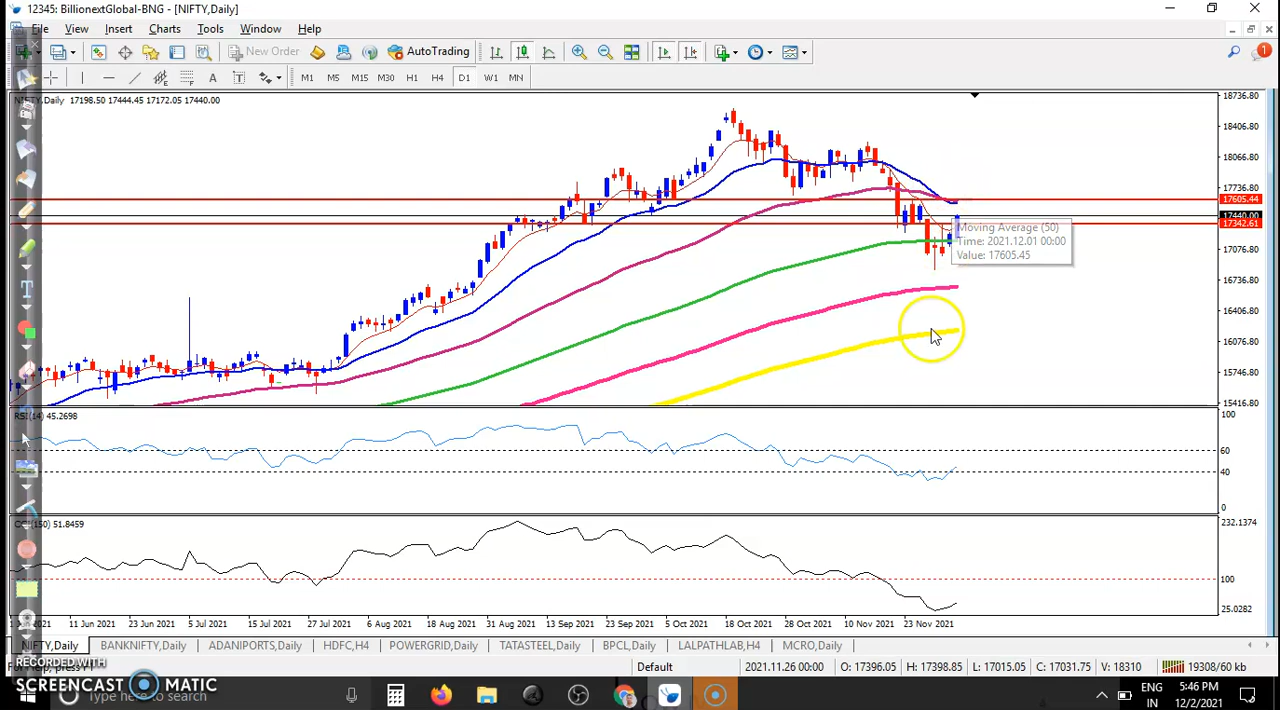 12345: BillionextGlobal-BNG - [NIFTY,Daily]
File View Insert Charts Tools Window Help
New Order AutoTrading
A T M1 M5 M15 M30 H1 H4 D1 W1 MN
NIFTY,Daily 17198.50 17444.45 17172.05 17440.00
18736.80
18406.80
18066.80
17736.80
17605.44
17440.00
17342.61
17076.80
16736.80
16406.80
16076.80
15746.80
15416.80
Moving Average (50)
Time: 2021.12.01 00:00
Value: 17605.45
RSI(14) 45.2698
100
60
40
0
CCI(150) 51.8459
232.1374
100
25.0282
11 Jun 2021 23 Jun 2021 5 Jul 2021 15 Jul 2021 27 Jul 2021 6 Aug 2021 18 Aug 2021 31 Aug 2021 13 Sep 2021 23 Sep 2021 5 Oct 2021 18 Oct 2021 28 Oct 2021 10 Nov 2021 23 Nov 2021
NIFTY,Daily BANKNIFTY,Daily ADANIPORTS,Daily HDFC,H4 POWERGRID,Daily TATASTEEL,Daily BPCL,Daily LALPATHLAB,H4 MCRO,Daily
Default 2021.11.26 00:00 O: 17396.05 H: 17398.85 L: 17015.05 C: 17031.75 V: 18310 19308/60 kb
RECORDED WITH
SCREENCAST MATIC
Type here to search
ENG
IN
5:46 PM
12/2/2021